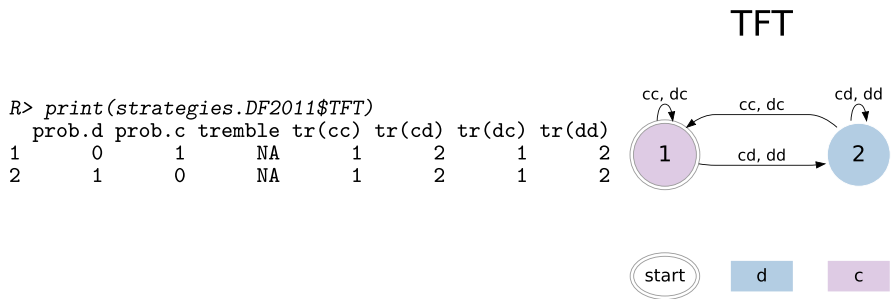 TFT
R> print(strategies.DF2011$TFT)
prob.d prob.c tremble tr(cc) tr(cd) tr(dc) tr(dd)
1 0 1 NA 1 2 1 2
2 1 0 NA 1 2 1 2
cc, dc
cc, dc
cd, dd
1
cd, dd
2
start
d
c